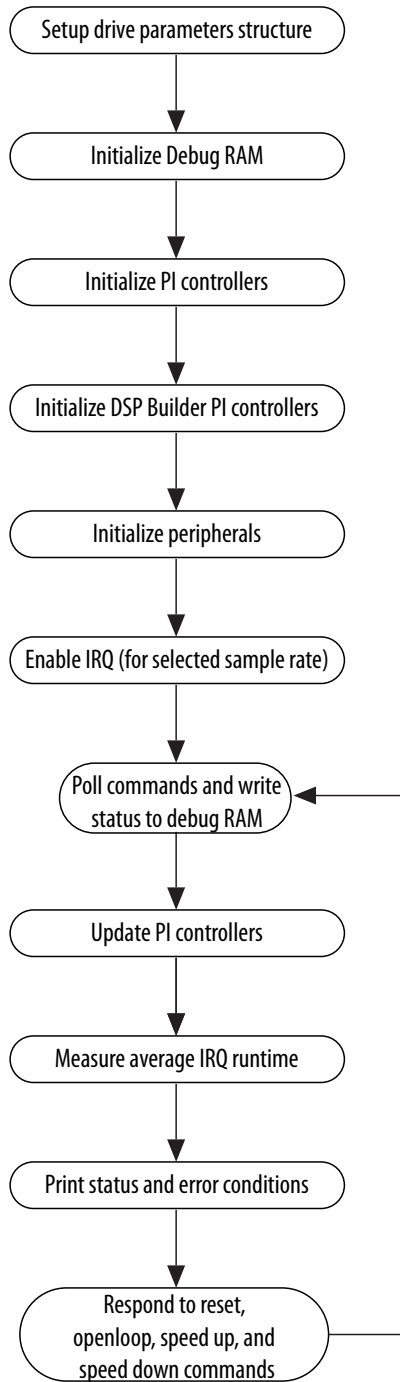 Setup drive parameters structure
Initialize Debug RAM
Initialize PI controllers
Initialize DSP Builder PI controllers
Initialize peripherals
Enable IRQ (for selected sample rate)
Poll commands and write
status to debug RAM
Update PI controllers
Measure average IRQ runtime
Print status and error conditions
Respond to reset,
openloop, speed up, and
speed down commands